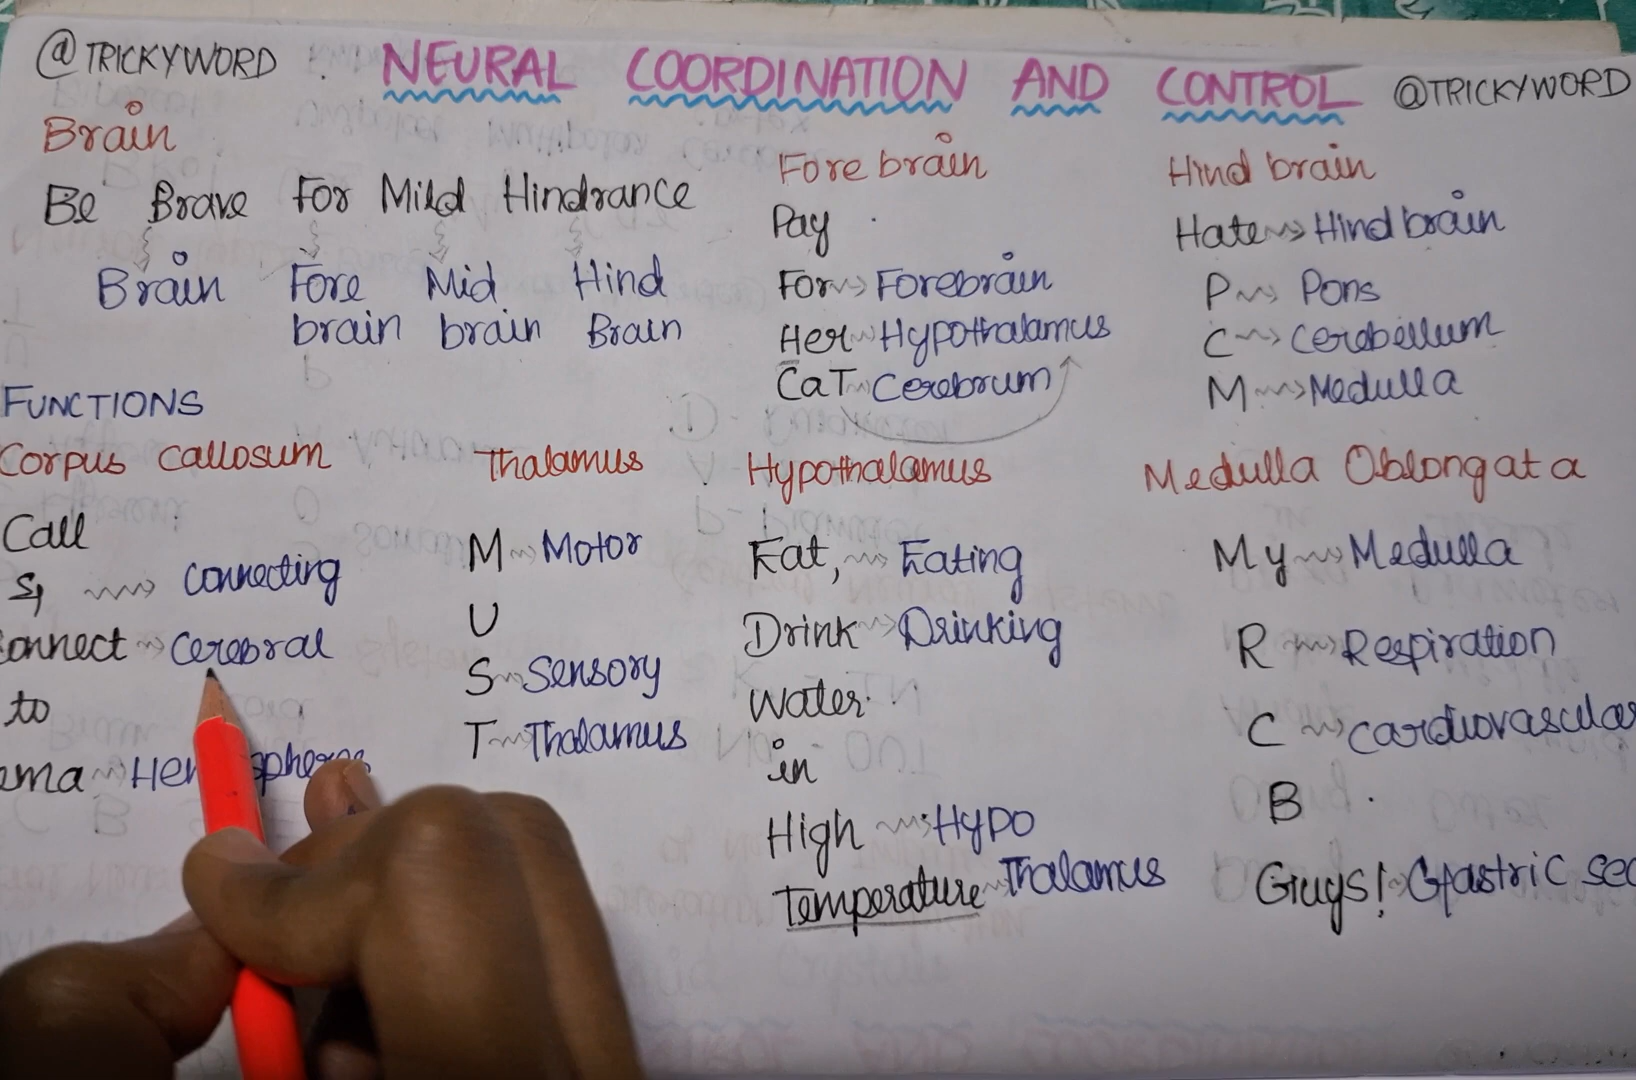 @TRICKYWORD NEURAL COORDINATION AND CONTROL @TRICKYWORD
Brain
Be Brave For Mild Hindrance
Brain Fore Mid Hind
brain brain Brain
Fore brain
Pay
For Forebrain
Her Hypothalamus
CaT Cerebrum
Hind brain
Hate Hind brain
P Pons
C Cerebellum
M Medulla
FUNCTIONS
Corpus callosum
Call
connecting
onnect Cerebral
to
ema
Thalamus
M Motor
U
S Sensory
T Thalamus
Hypothalamus
Eat, Eating
Drink Drinking
Water
in
High Hypo
Temperature Thalamus
Medulla Oblongata
My Medulla
R Respiration
C cardiovascular
B
Guys! Gastric sec